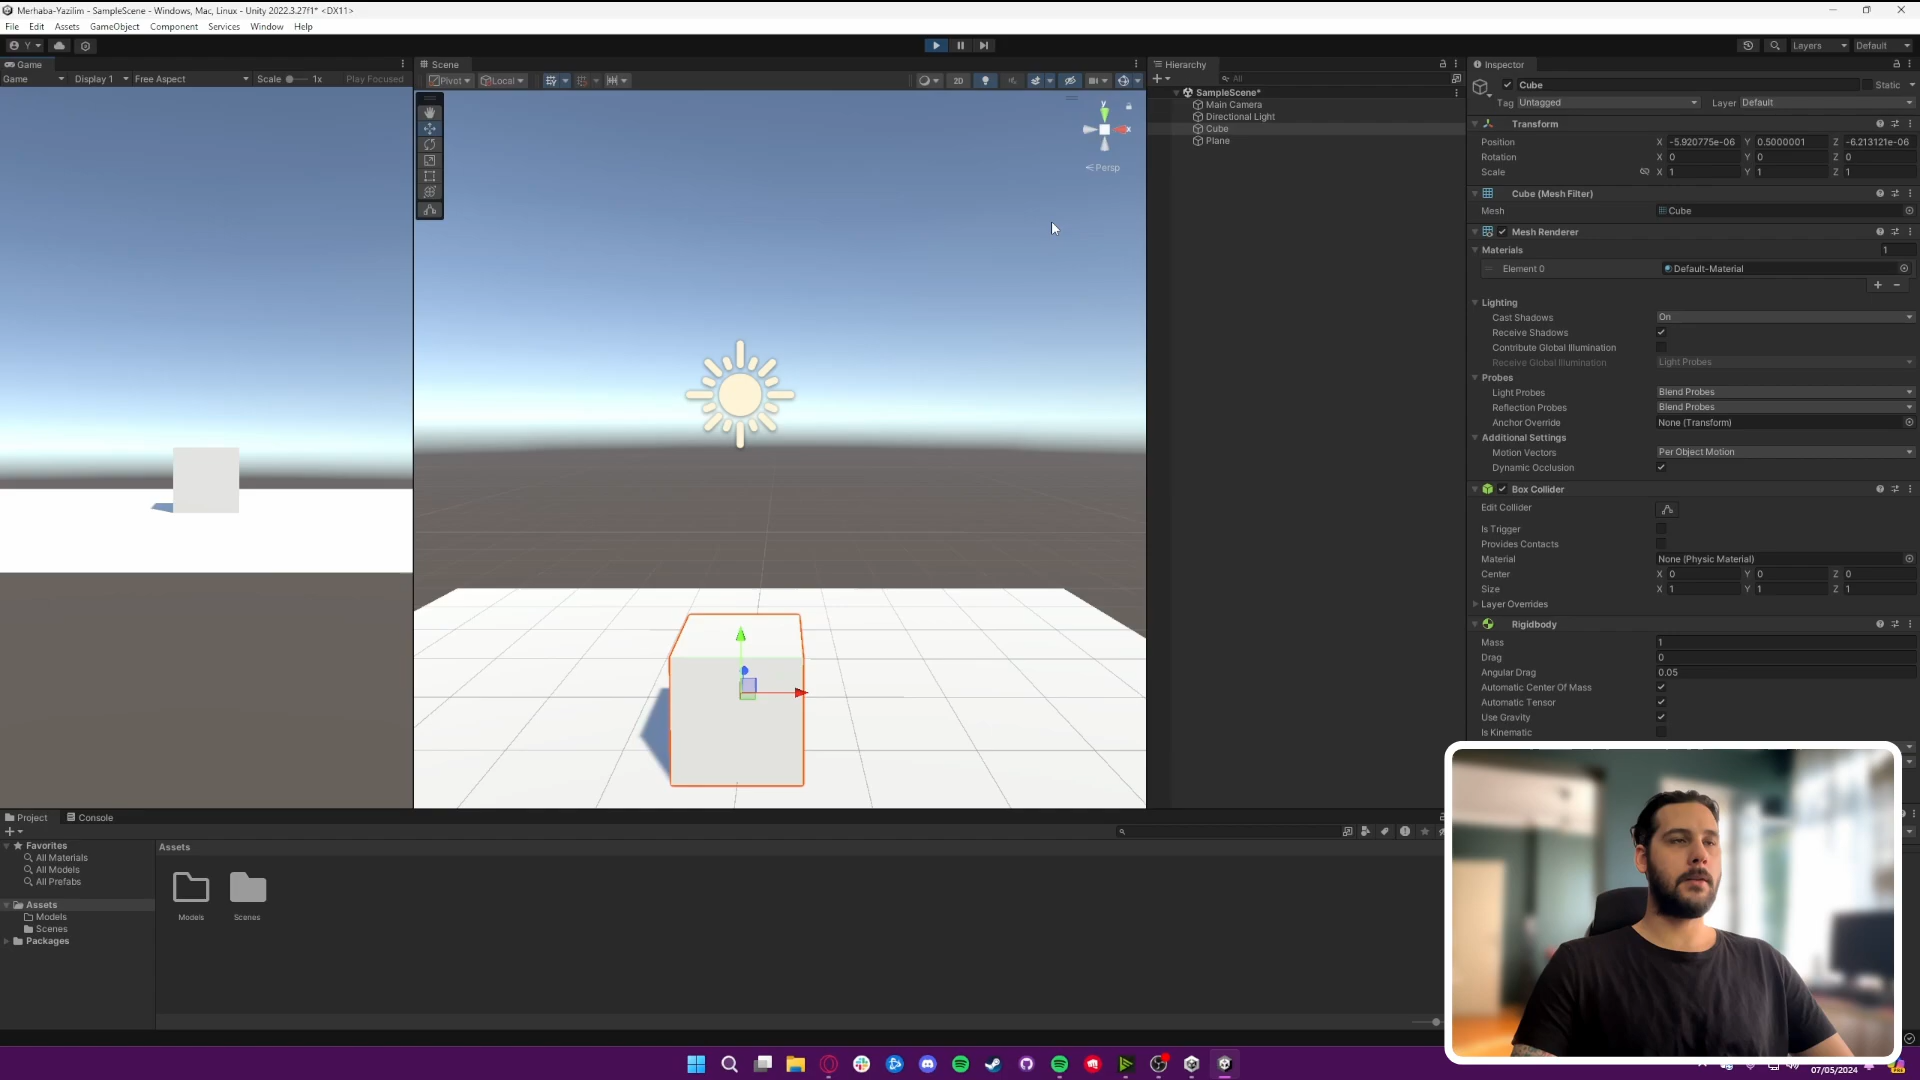 Merhaba-Yazilim - SampleScene - Windows, Mac, Linux - Unity 2022.3.27f1* <DX11>
File Edit Assets GameObject Component Services Window Help
Y Layers Default
Game
Game Display 1 Free Aspect Scale 1x Play Focused
Scene
Pivot Local 2D
y
x
Persp
Hierarchy
All
SampleScene*
Main Camera
Directional Light
Cube
Plane
Inspector
Cube Static
Tag Untagged Layer Default
Transform
Position X -5.920775e-06 Y 0.5000001 Z -6.213121e-06
Rotation X 0 Y 0 Z 0
Scale X 1 Y 1 Z 1
Cube (Mesh Filter)
Mesh Cube
Mesh Renderer
Materials 1
Element 0 Default-Material
Lighting
Cast Shadows On
Receive Shadows
Contribute Global Illumination
Receive Global Illumination Light Probes
Probes
Light Probes Blend Probes
Reflection Probes Blend Probes
Anchor Override None (Transform)
Additional Settings
Motion Vectors Per Object Motion
Dynamic Occlusion
Box Collider
Edit Collider
Is Trigger
Provides Contacts
Material None (Physic Material)
Center X 0 Y 0 Z 0
Size X 1 Y 1 Z 1
Layer Overrides
Rigidbody
Mass 1
Drag 0
Angular Drag 0.05
Automatic Center Of Mass
Automatic Tensor
Use Gravity
Is Kinematic
Project Console
Favorites
All Materials
All Models
All Prefabs
Assets
Models
Scenes
Packages
Assets
Models Scenes
07/05/2024